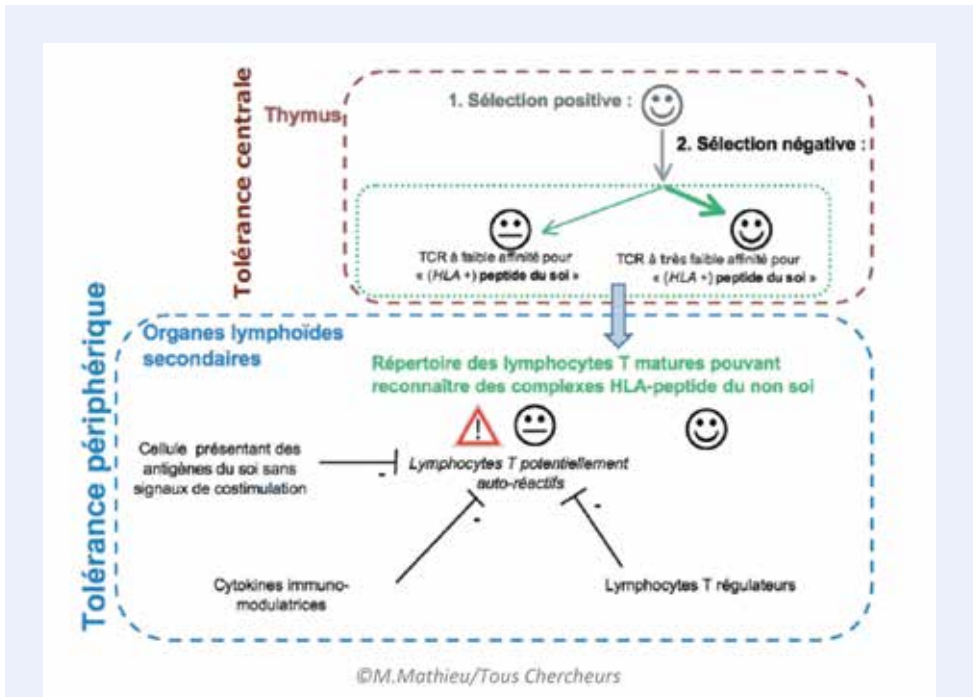 Tolérance centrale
Thymus
1. Sélection positive :
2. Sélection négative :
TCR à faible affinité pour
« (HLA +) peptide du soi »
TCR à très faible affinité pour
« (HLA +) peptide du soi »
Tolérance périphérique
Organes lymphoïdes
secondaires
Répertoire des lymphocytes T matures pouvant
reconnaître des complexes HLA-peptide du non soi
!
Cellule présentant des
antigènes du soi sans
signaux de costimulation
-
Lymphocytes T potentiellement
auto-réactifs
-
-
Cytokines immuno-
modulatrices
Lymphocytes T régulateurs
©M.Mathieu/Tous Chercheurs